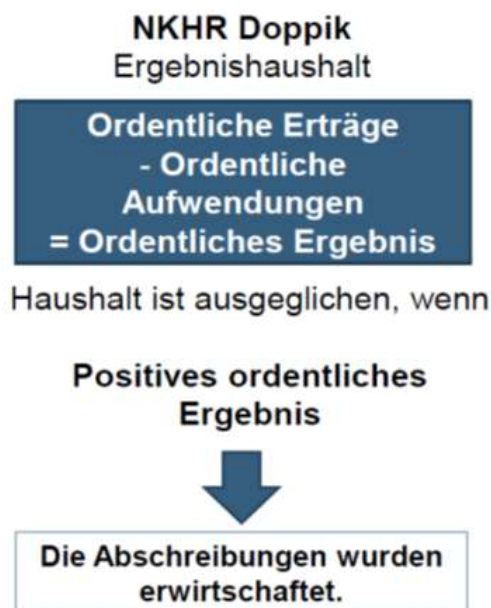 NKHR Doppik
Ergebnishaushalt
Ordentliche Erträge
- Ordentliche
Aufwendungen
= Ordentliches Ergebnis
Haushalt ist ausgeglichen, wenn
Positives ordentliches
Ergebnis
Die Abschreibungen wurden
erwirtschaftet.